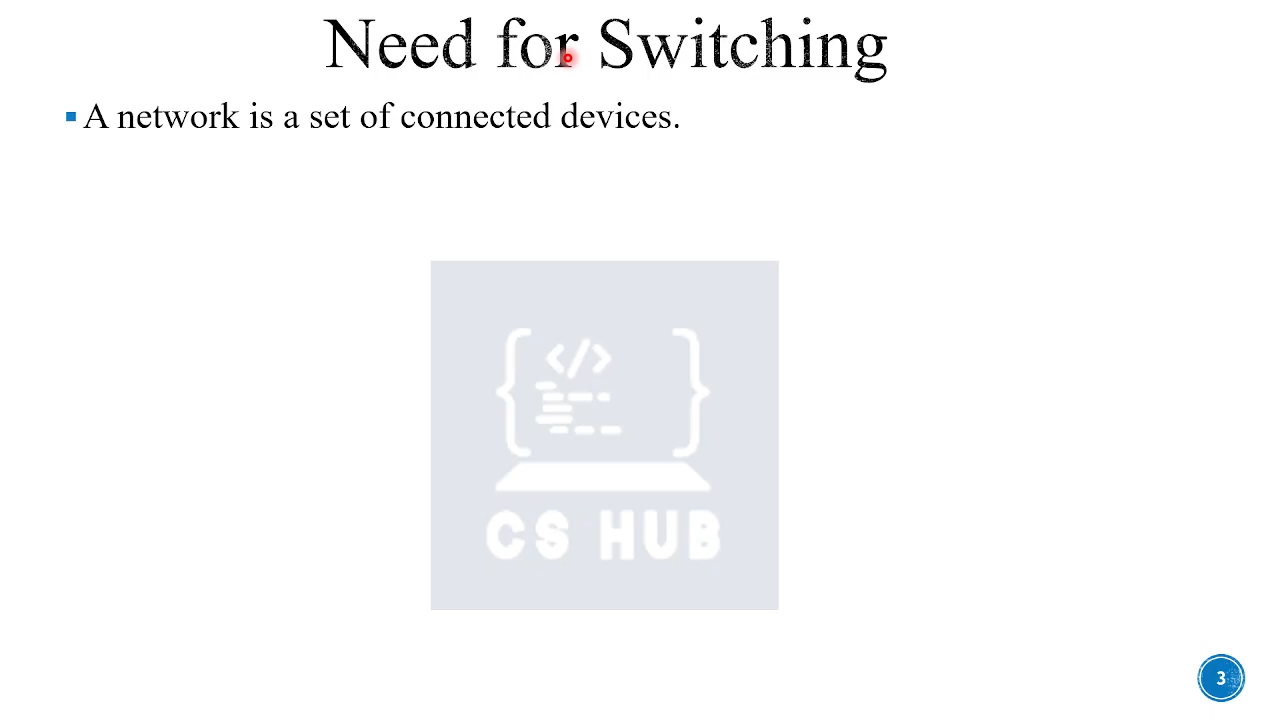 Need for Switching
A network is a set of connected devices.
</>
CS HUB
3